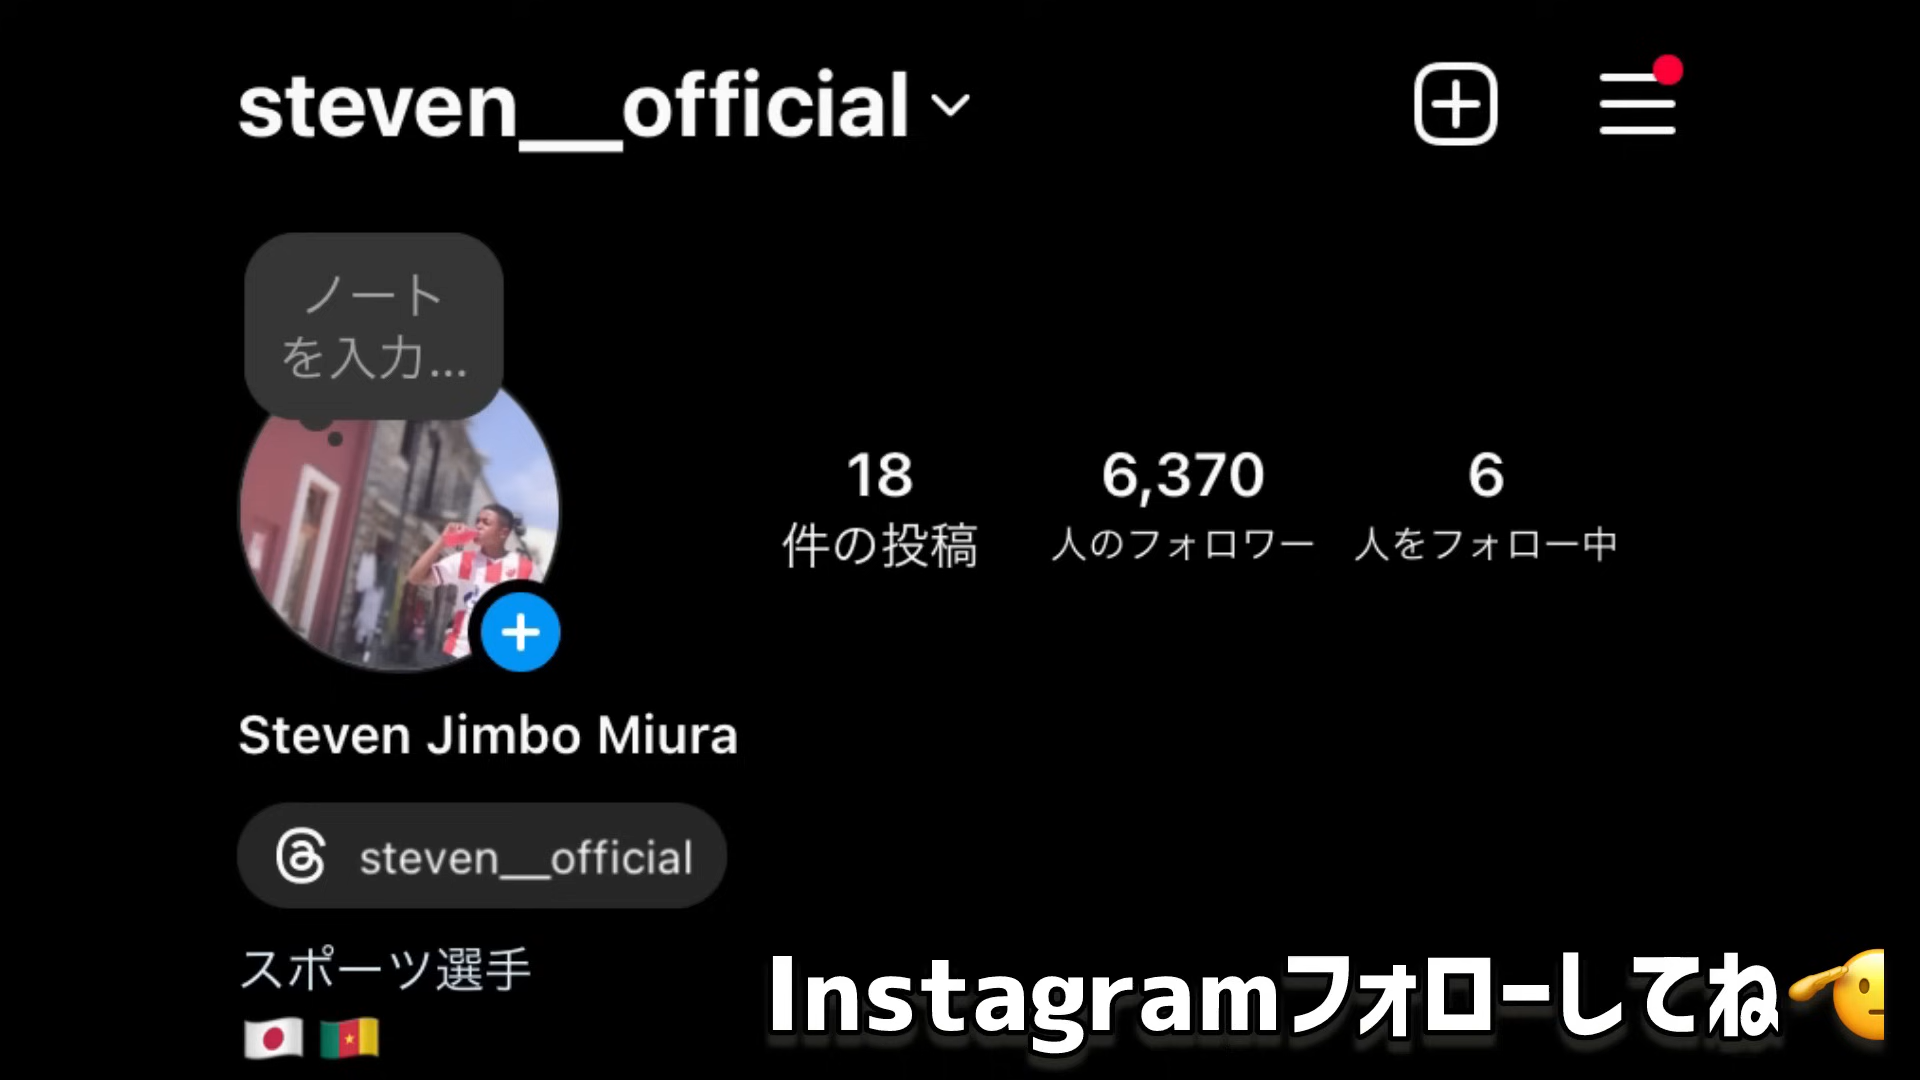 steven__official
ノート
を入力...
18
件の投稿
6,370
人のフォロワー
6
人をフォロー中
Steven Jimbo Miura
steven__official
スポーツ選手
🇯🇵 🇨🇲
Instagramフォローしてね🫡